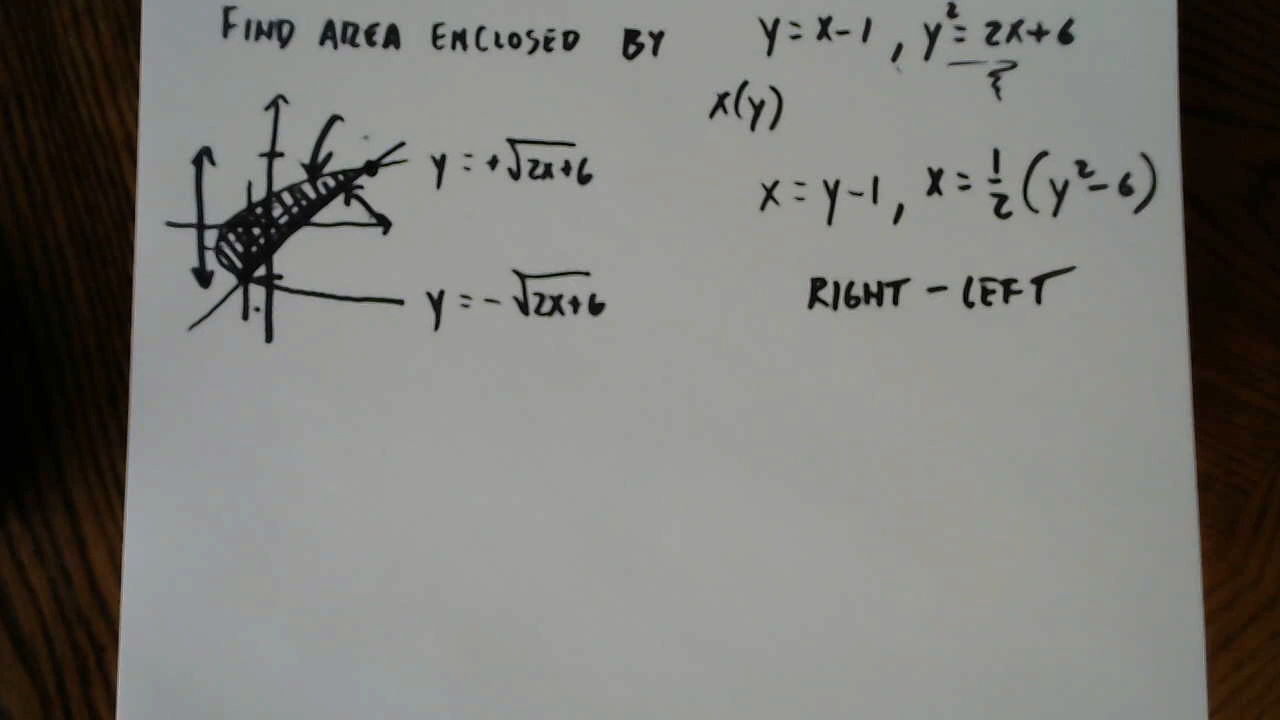 FIND AREA ENCLOSED BY y = x-1 , y² = 2x+6
x(y)
y = +√2x+6
x = y-1 , x = 1/2 (y²-6)
y = -√2x+6
RIGHT - LEFT